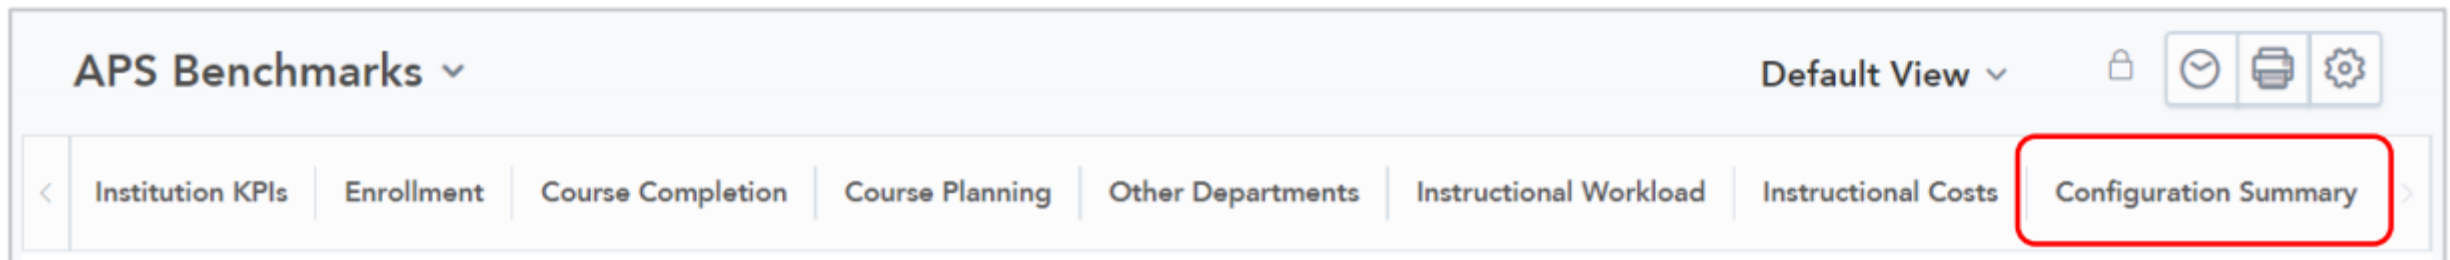 APS Benchmarks
Default View
Institution KPIs
Enrollment
Course Completion
Course Planning
Other Departments
Instructional Workload
Instructional Costs
Configuration Summary